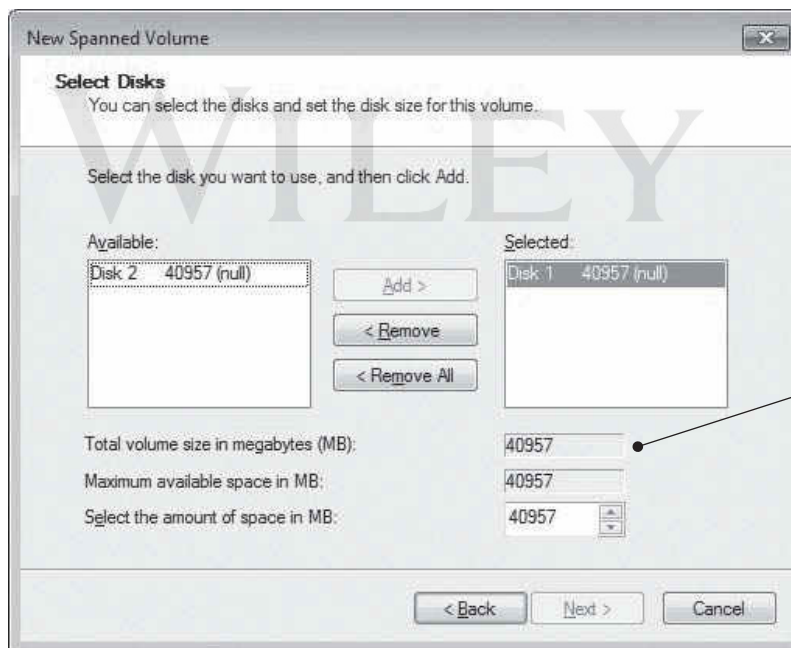 New Spanned Volume
Select Disks
You can select the disks and set the disk size for this volume.
WILEY
Select the disk you want to use, and then click Add.
Available:
Selected:
Disk 2 40957 (null)
Disk 1 40957 (null)
Add >
< Remove
< Remove All
Total volume size in megabytes (MB): 40957
Maximum available space in MB: 40957
Select the amount of space in MB: 40957
< Back
Next >
Cancel